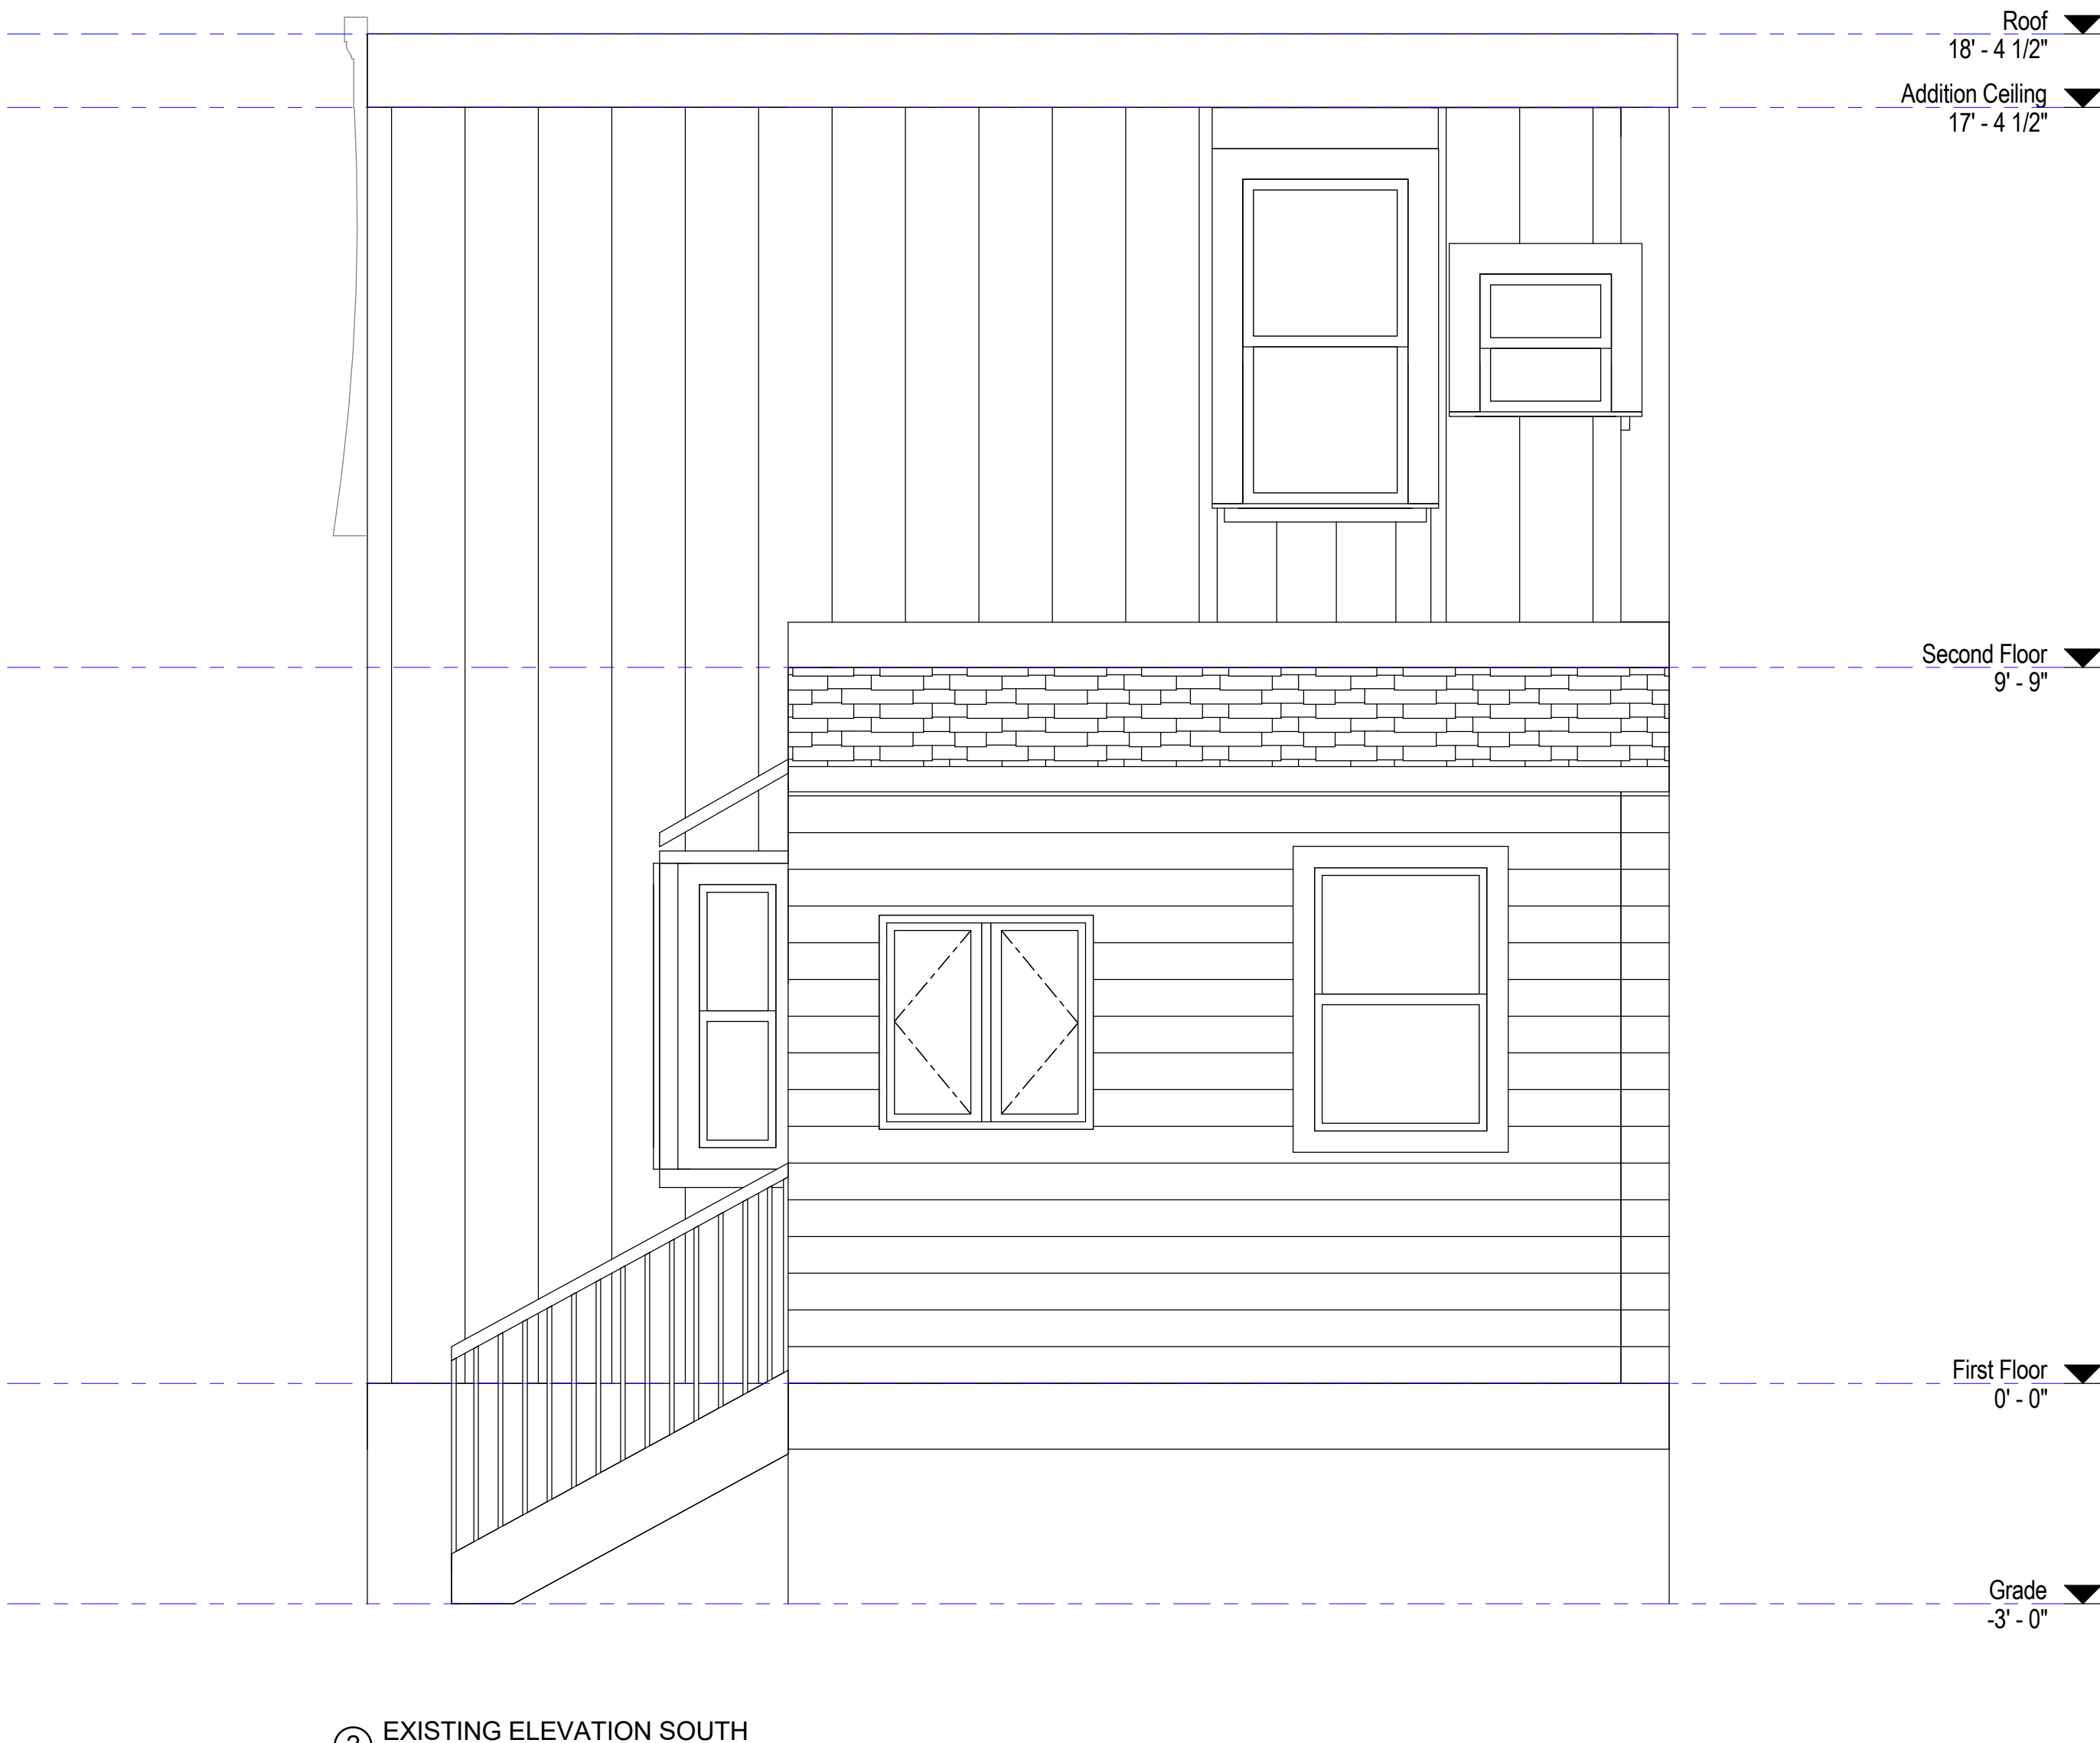 Roof
18' - 4 1/2"
Addition Ceiling
17' - 4 1/2"
Second Floor
9' - 9"
First Floor
0' - 0"
Grade
-3' - 0"
EXISTING ELEVATION SOUTH